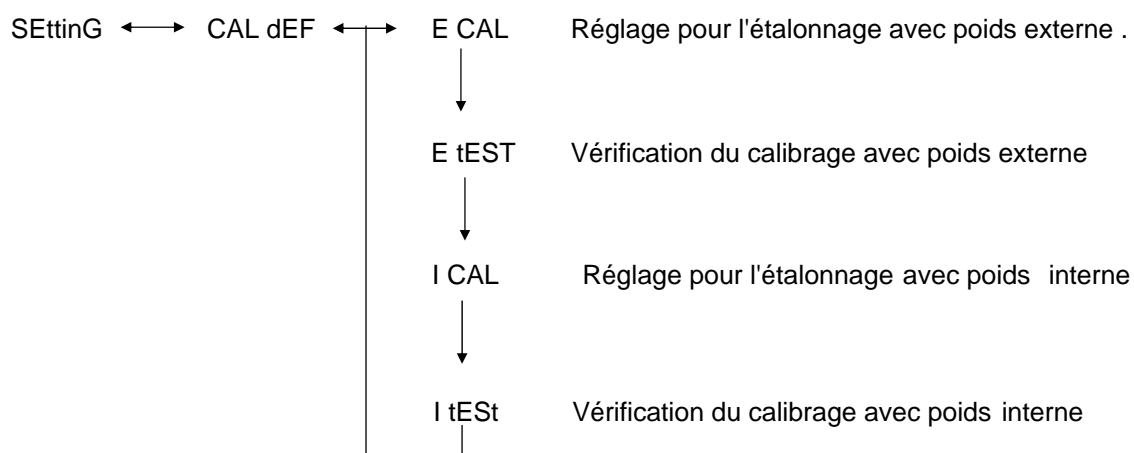 SEttinG CAL dEF E CAL Réglage pour l'étalonnage avec poids externe .
E tEST Vérification du calibrage avec poids externe
I CAL Réglage pour l'étalonnage avec poids interne
I tESt Vérification du calibrage avec poids interne